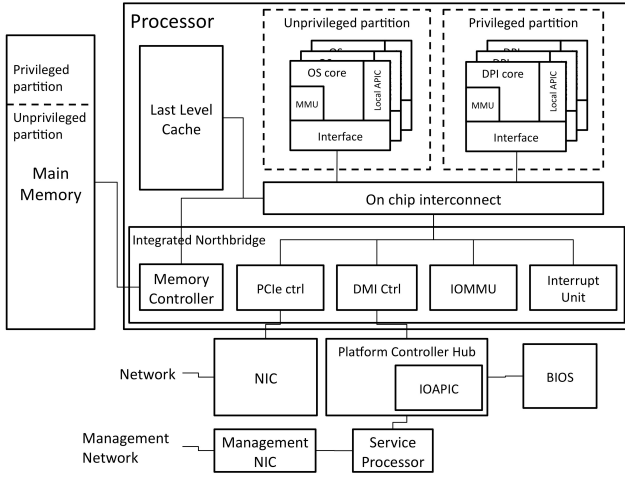 Processor
Unprivileged partition
Privileged partition
Privileged
partition
Unprivileged
partition
Main
Memory
Last Level
Cache
OS core
MMU
Local APIC
Interface
DPI core
MMU
Local APIC
Interface
On chip interconnect
Integrated Northbridge
Memory
Controller
PCIe ctrl
DMI Ctrl
IOMMU
Interrupt
Unit
Network
NIC
Platform Controller Hub
IOAPIC
BIOS
Management
Network
Management
NIC
Service
Processor